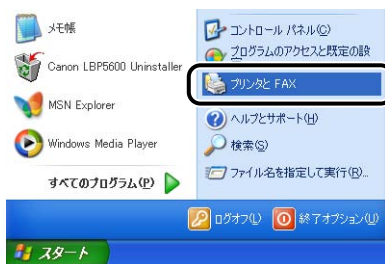 メモ帳
Canon LBP5600 Uninstaller
MSN Explorer
Windows Media Player
すべてのプログラム(P)
コントロール パネル(C)
プログラムのアクセスと既定の設
プリンタと FAX
ヘルプとサポート(H)
検索(S)
ファイル名を指定して実行(R)...
ログオフ(L)
終了オプション(U)
スタート